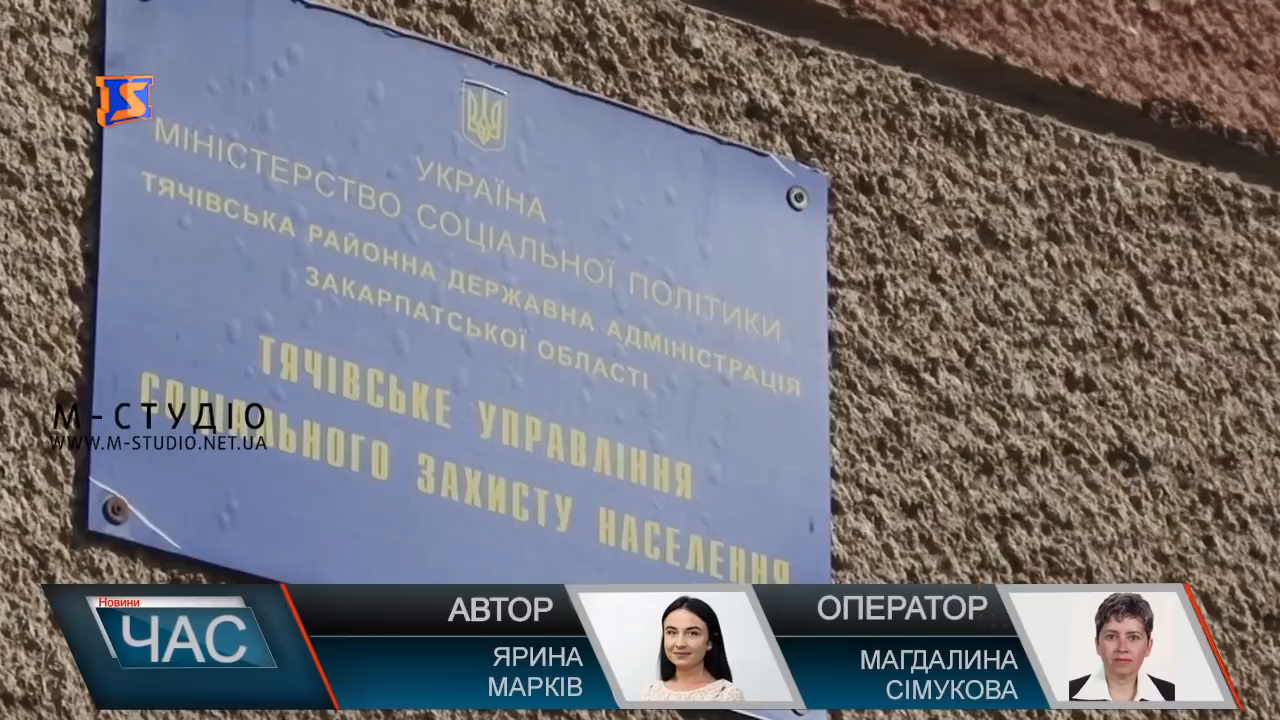 УКРАЇНА
МІНІСТЕРСТВО СОЦІАЛЬНОЇ ПОЛІТИКИ,
ТЯЧІВСЬКА РАЙОННА ДЕРЖАВНА АДМІНІСТРАЦІЯ
ЗАКАРПАТСЬКОЇ ОБЛАСТІ
ТЯЧІВСЬКЕ УПРАВЛІННЯ
СОЦІАЛЬНОГО ЗАХИСТУ НАСЕЛЕННЯ
М-СТУДІО
WWW.M-STUDIO.NET.UA
Новини
ЧАС
АВТОР
ЯРИНА
МАРКІВ
ОПЕРАТОР
МАГДАЛИНА
СІМУКОВА